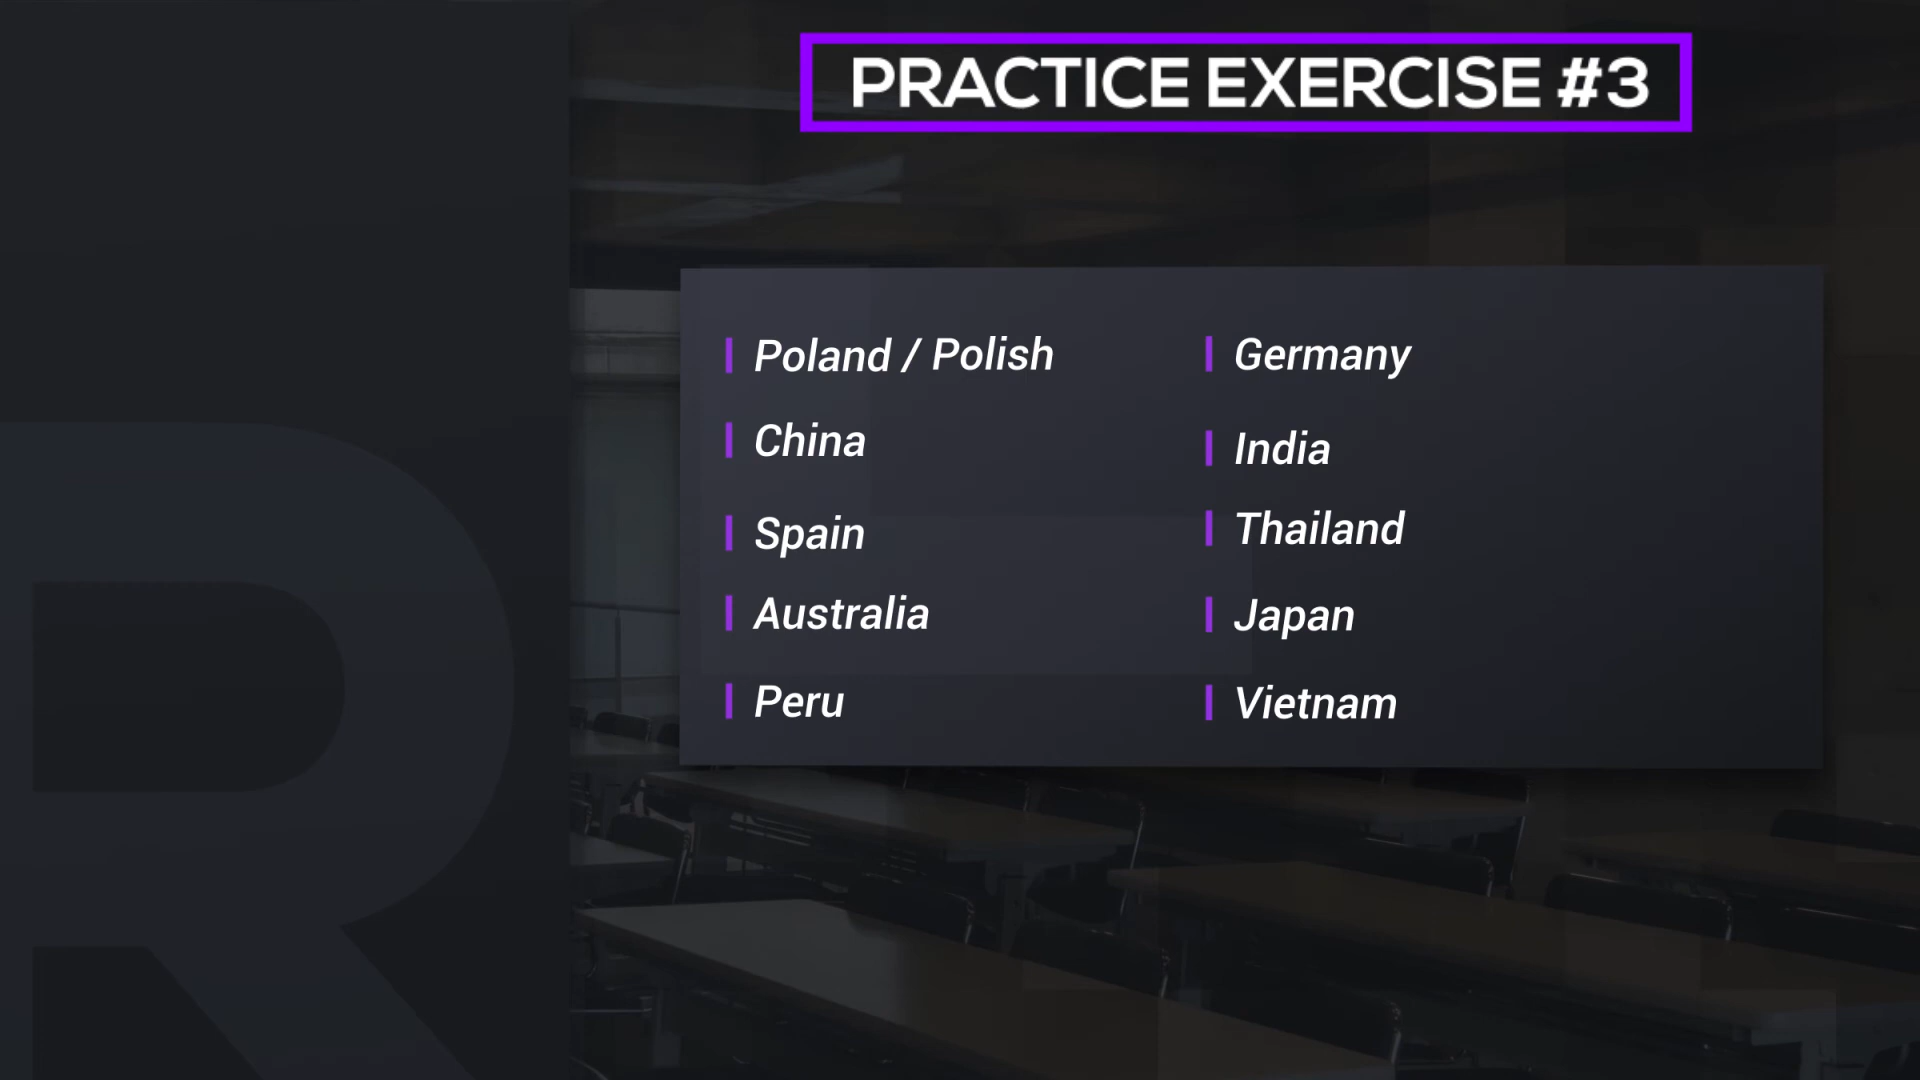 PRACTICE EXERCISE #3
Poland / Polish
China
Spain
Australia
Peru
Germany
India
Thailand
Japan
Vietnam